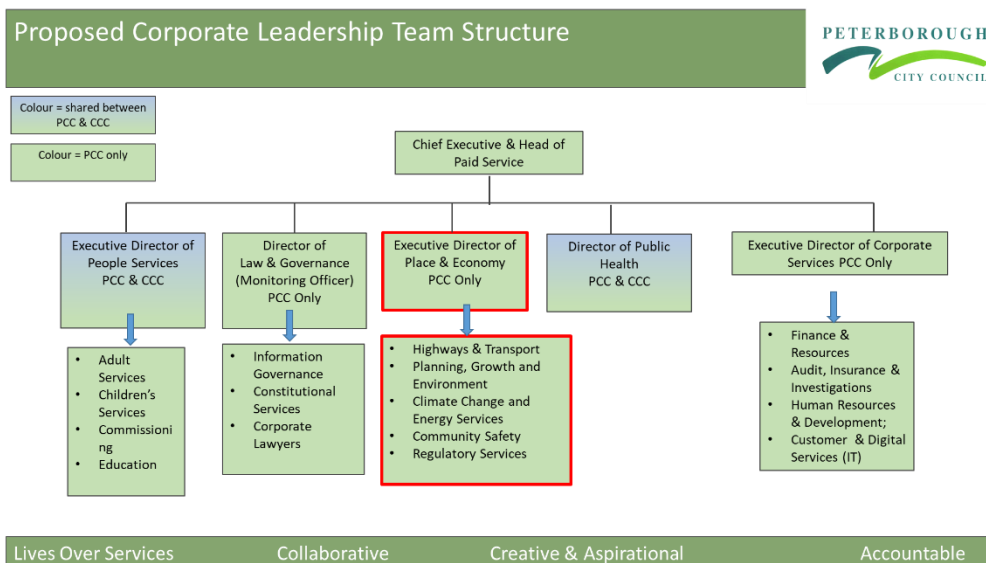 Proposed Corporate Leadership Team Structure
PETERBOROUGH
CITY COUNCIL
Colour = shared between
PCC & CCC
Colour = PCC only
Chief Executive & Head of
Paid Service
Executive Director of
People Services
PCC & CCC
Director of
Law & Governance
(Monitoring Officer)
PCC Only
Executive Director of
Place & Economy
PCC Only
Director of Public
Health
PCC & CCC
Executive Director of Corporate
Services PCC Only
• Adult
Services
• Children's
Services
• Commissioni
ng
• Education
• Information
Governance
• Constitutional
Services
• Corporate
Lawyers
• Highways & Transport
• Planning, Growth and
Environment
• Climate Change and
Energy Services
• Community Safety
• Regulatory Services
• Finance &
Resources
• Audit, Insurance &
Investigations
• Human Resources
& Development;
• Customer & Digital
Services (IT)
Lives Over Services
Collaborative
Creative & Aspirational
Accountable